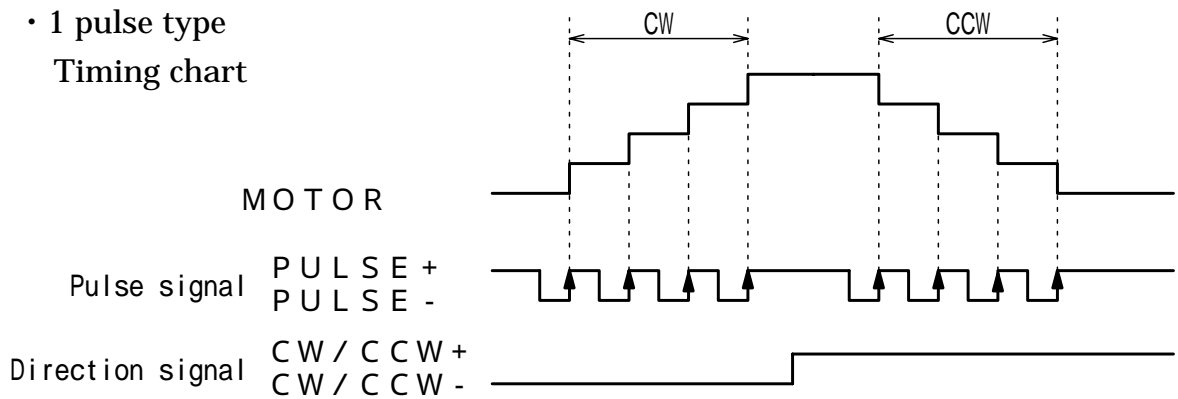 ・1 pulse type
Timing chart
CW
CCW
MOTOR
Pulse signal
PULSE+
PULSE-
Direction signal
CW/CCW+
CW/CCW-